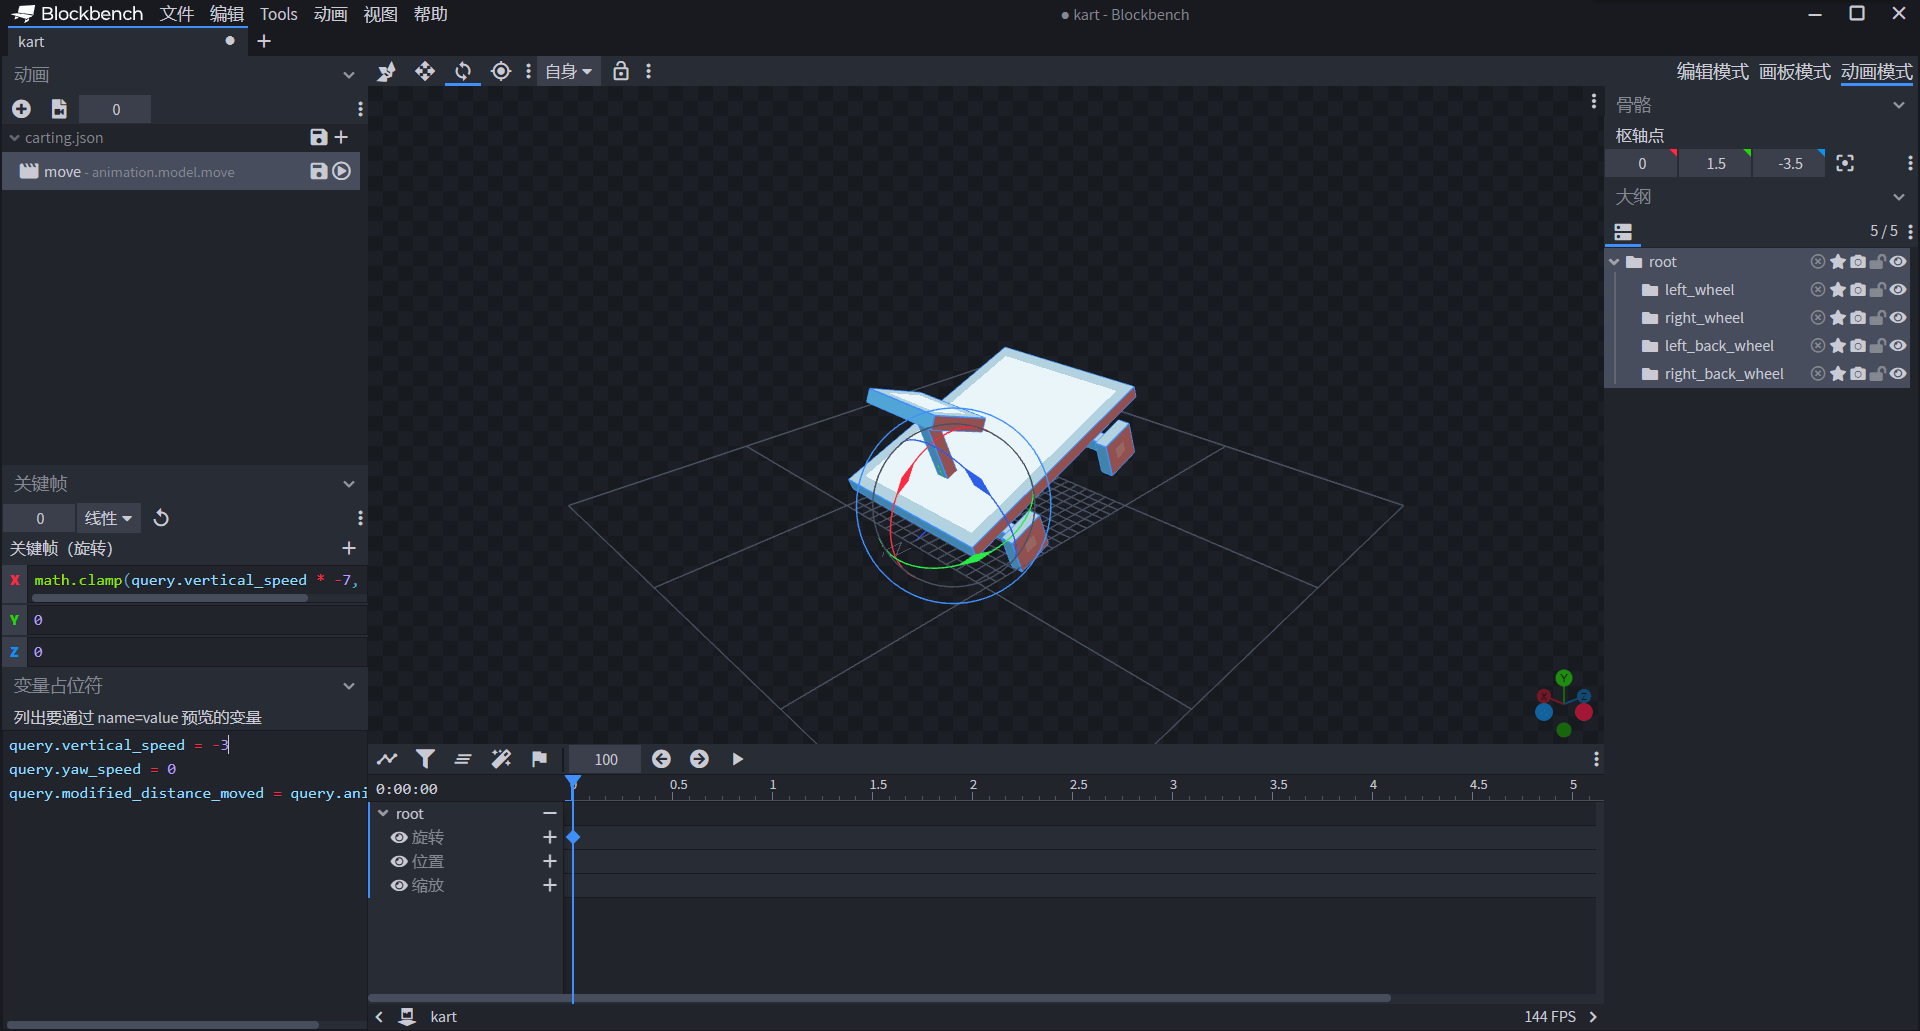 Blockbench 文件 编辑 Tools 动画 视图 帮助
kart - Blockbench
kart
动画
自身
编辑模式 画板模式 动画模式
0
carting.json
move - animation.model.move
骨骼
枢轴点
0 1.5 -3.5
大纲
5 / 5
root
left_wheel
right_wheel
left_back_wheel
right_back_wheel
关键帧
0 线性
关键帧（旋转）
X math.clamp(query.vertical_speed * -7,
Y 0
Z 0
变量占位符
列出要通过 name=value 预览的变量
query.vertical_speed = -3
query.yaw_speed = 0
query.modified_distance_moved = query.ani
Y
X
Z
100
0:00:00
0 0.5 1 1.5 2 2.5 3 3.5 4 4.5 5
root
旋转
位置
缩放
kart
144 FPS